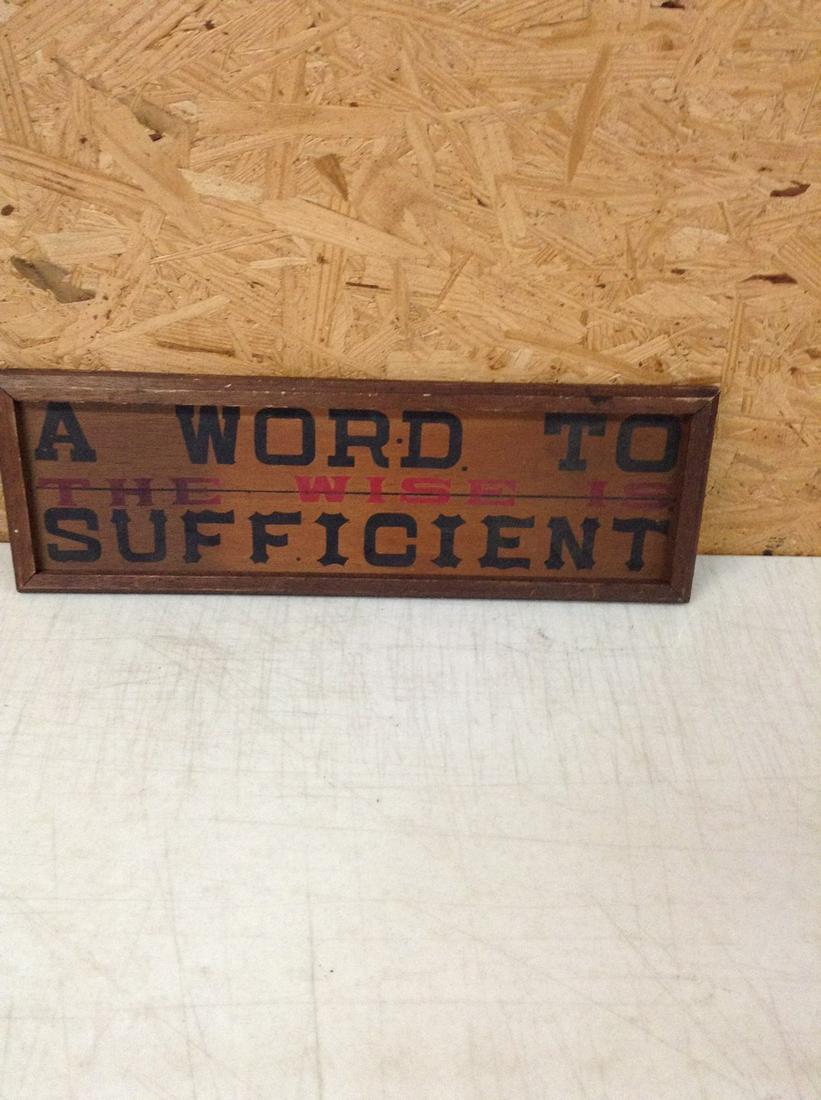 A WORD TO
THE WISE IS
SUFFICIENT